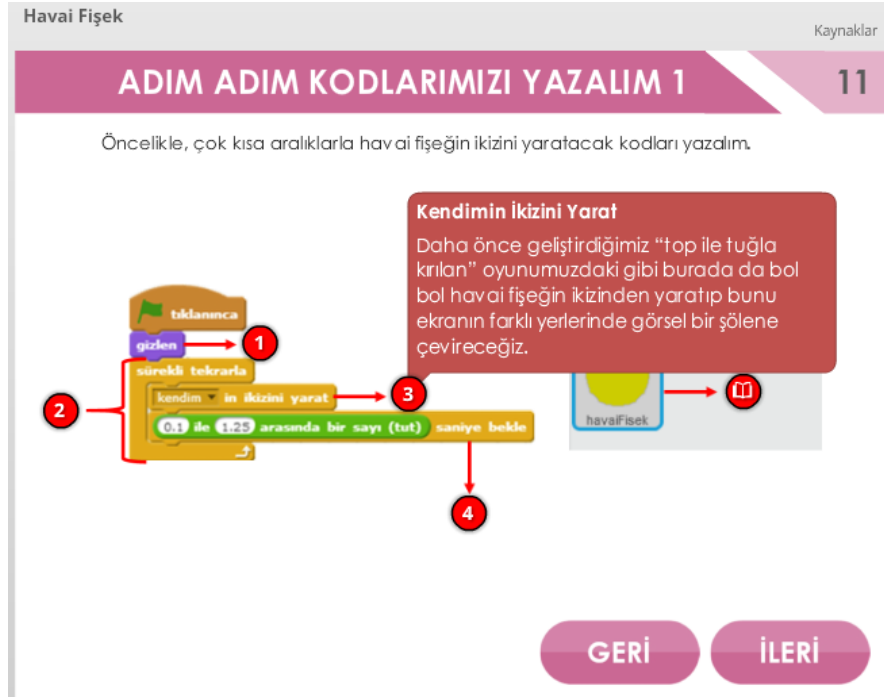 Havai Fişek
Kaynaklar
ADIM ADIM KODLARIMIZI YAZALIM 1
11
Öncelikle, çok kısa aralıklarla havai fişeğin ikizini yaratacak kodları yazalım.
Kendimin İkizini Yarat
Daha önce geliştirdiğimiz “top ile tuğla
kırılan” oyunumuzdaki gibi burada da bol
bol havai fişeğin ikizinden yaratıp bunu
ekranın farklı yerlerinde görsel bir şölene
çevireceğiz.
tıklanınca
gizlen
1
sürekli tekrarla
2
kendim in ikizini yarat
3
0.1 ile 1.25 arasında bir sayı (tut) saniye bekle
havaiFisek
4
GERİ
İLERİ